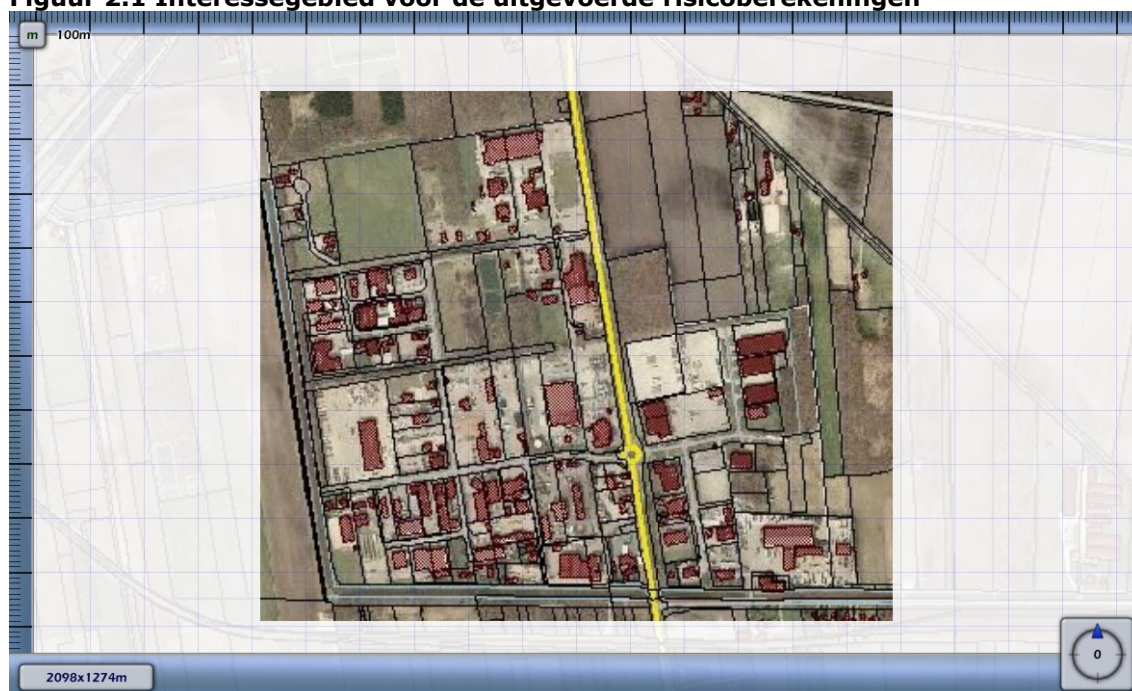 Figuur 2.1 Interessegebied voor de uitgevoerde risicoberekeningen
m 100m
2098x1274m
0